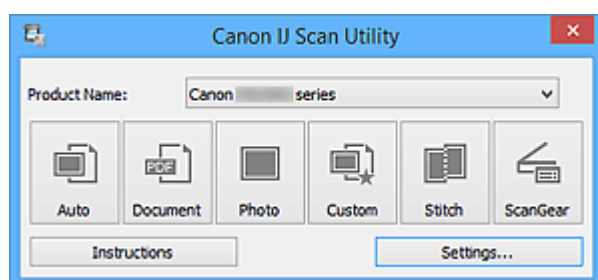 Canon IJ Scan Utility
Product Name: Canon series
PDF
Auto Document Photo Custom Stitch ScanGear
Instructions Settings...